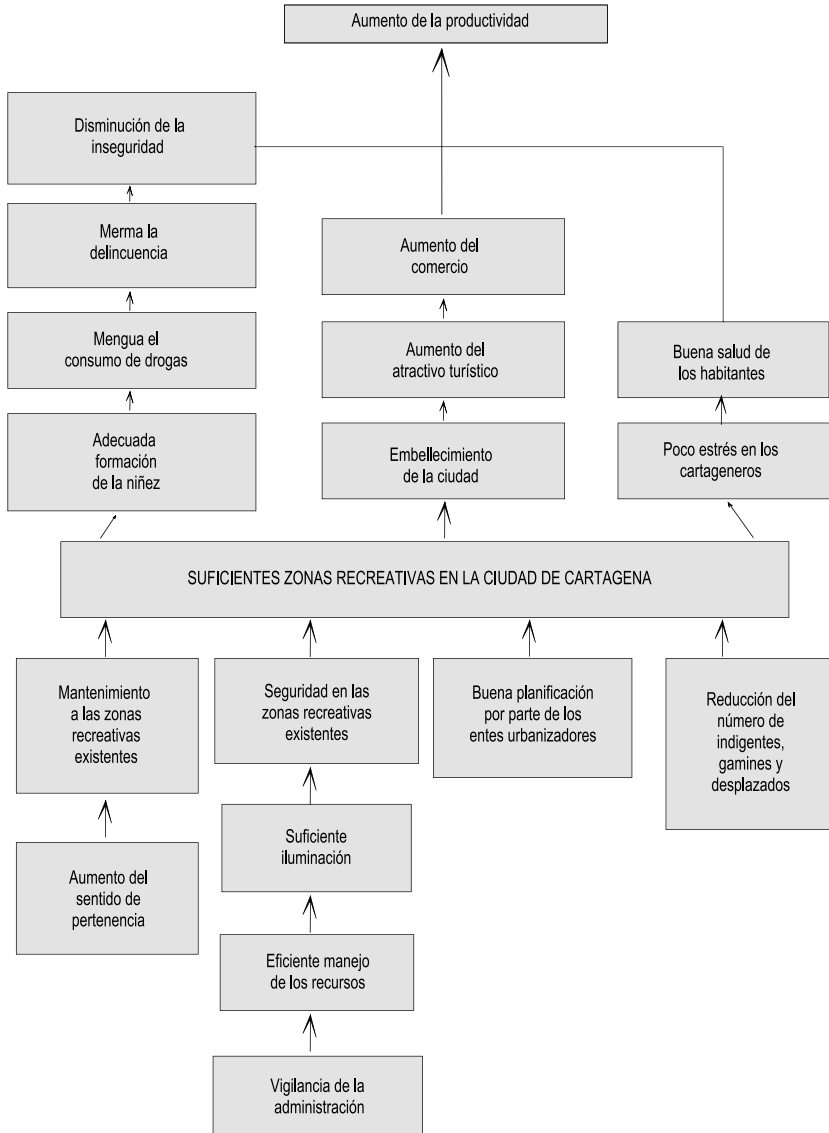 Aumento de la productividad
Disminución de la
inseguridad
Merma la
delincuencia
Aumento del
comercio
Mengua el
consumo de drogas
Aumento del
atractivo turístico
Buena salud de
los habitantes
Adecuada
formación
de la niñez
Embellecimiento
de la ciudad
Poco estrés en los
cartageneros
SUFICIENTES ZONAS RECREATIVAS EN LA CIUDAD DE CARTAGENA
Mantenimiento
a las zonas
recreativas
existentes
Seguridad en las
zonas recreativas
existentes
Buena planificación
por parte de los
entes urbanizadores
Reducción del
número de
indigentes,
gamines y
desplazados
Suficiente
iluminación
Aumento del
sentido de
pertenencia
Eficiente manejo
de los recursos
Vigilancia de la
administración